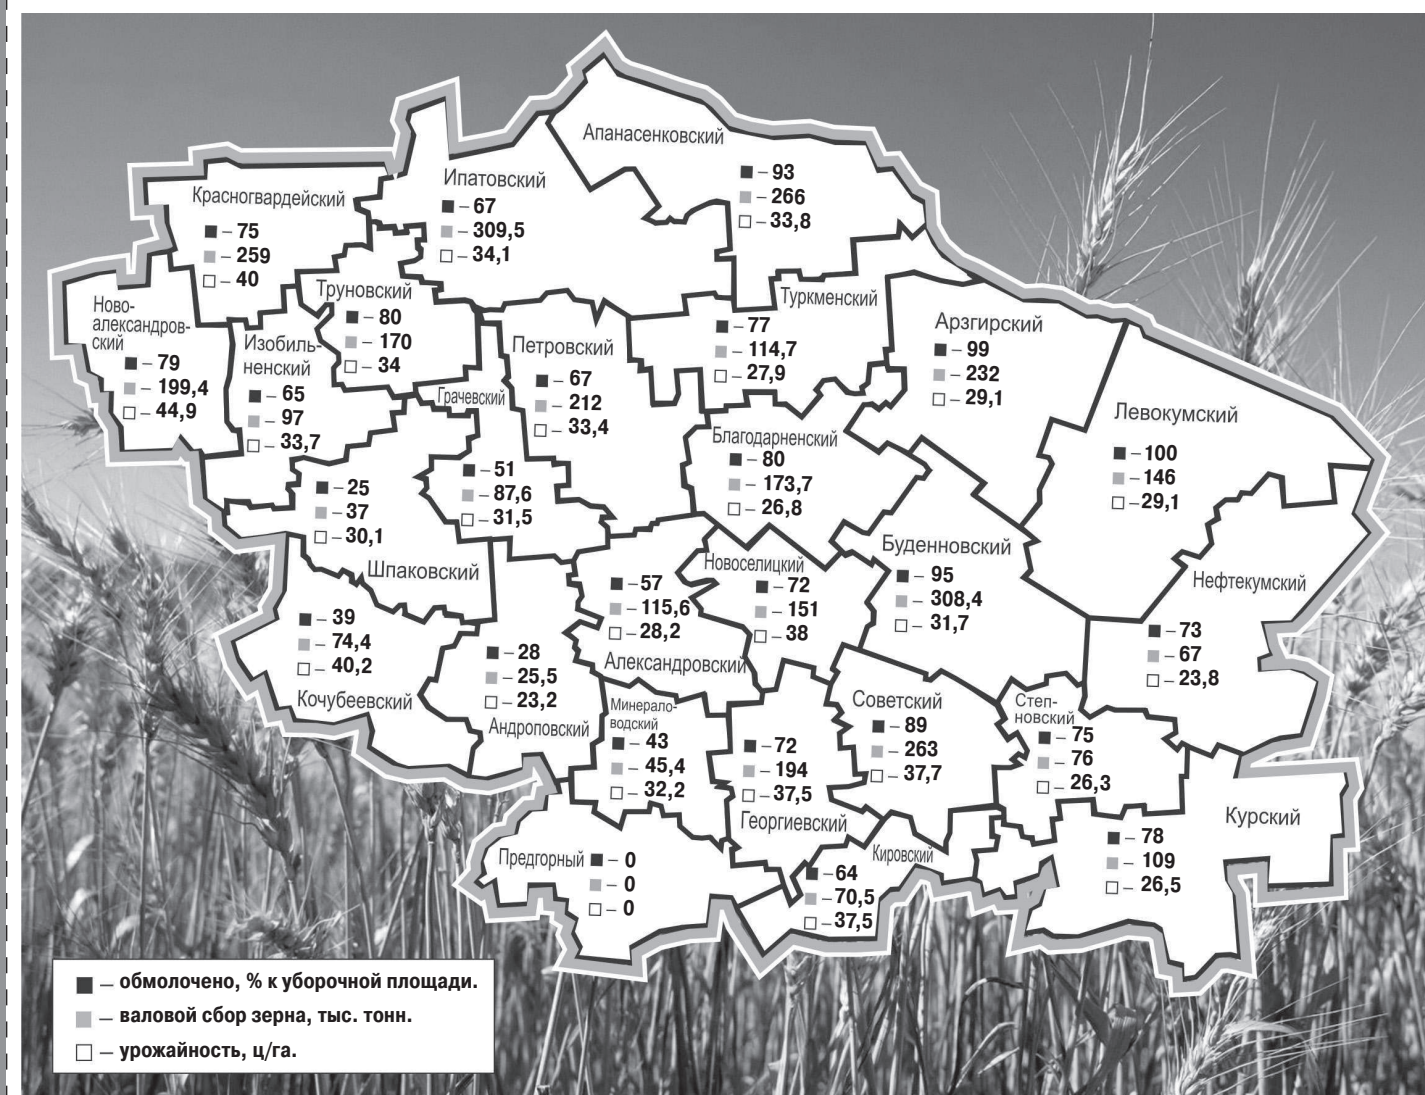 Апанасенковский
– 93
– 266
– 33,8
Ипатовский
– 67
– 309,5
– 34,1
Красногвардейский
– 75
– 259
– 40
Труновский
– 80
– 170
– 34
Ново-
александров-
ский
– 79
– 199,4
– 44,9
Изобиль-
ненский
– 65
– 97
– 33,7
Туркменский
– 77
– 114,7
– 27,9
Петровский
– 67
– 212
– 33,4
Арзгирский
– 99
– 232
– 29,1
Грачевский
– 51
– 87,6
– 31,5
Левокумский
– 100
– 146
– 29,1
Благодарненский
– 80
– 173,7
– 26,8
– 25
– 37
– 30,1
Шпаковский
Буденновский
– 95
– 308,4
– 31,7
Новоселицкий
– 72
– 151
– 38
– 57
– 115,6
– 28,2
Александровский
Нефтекумский
– 73
– 67
– 23,8
– 39
– 74,4
– 40,2
Кочубеевский
– 28
– 25,5
– 23,2
Андроповский
Минерало-
водский
– 43
– 45,4
– 32,2
– 72
– 194
– 37,5
Георгиевский
Советский
– 89
– 263
– 37,7
Степ-
новский
– 75
– 76
– 26,3
Курский
– 78
– 109
– 26,5
Кировский
– 64
– 70,5
– 37,5
Предгорный – 0
– 0
– 0
– обмолочено, % к уборочной площади.
– валовой сбор зерна, тыс. тонн.
– урожайность, ц/га.